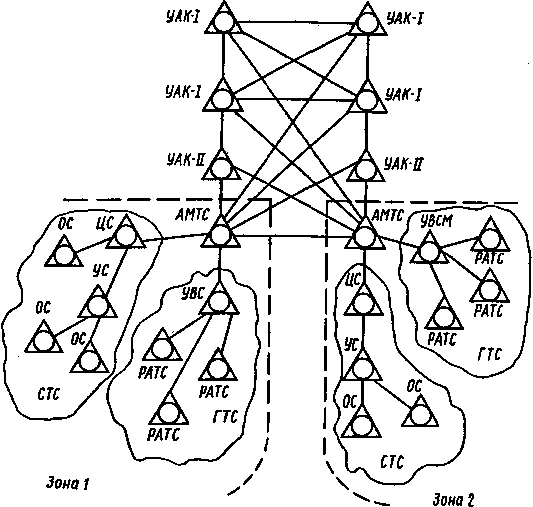 УАК-I УАК-I
УАК-I УАК-I
УАК-II УАК-II
АМТС АМТС
ОС ЦС УВСМ
РАТС
УС
УВС ЦС РАТС
ОС
ОС РАТС
УС
РАТС ГТС
СТС РАТС
ОС ОС
РАТС ГТС
СТС
Зона 1
Зона 2